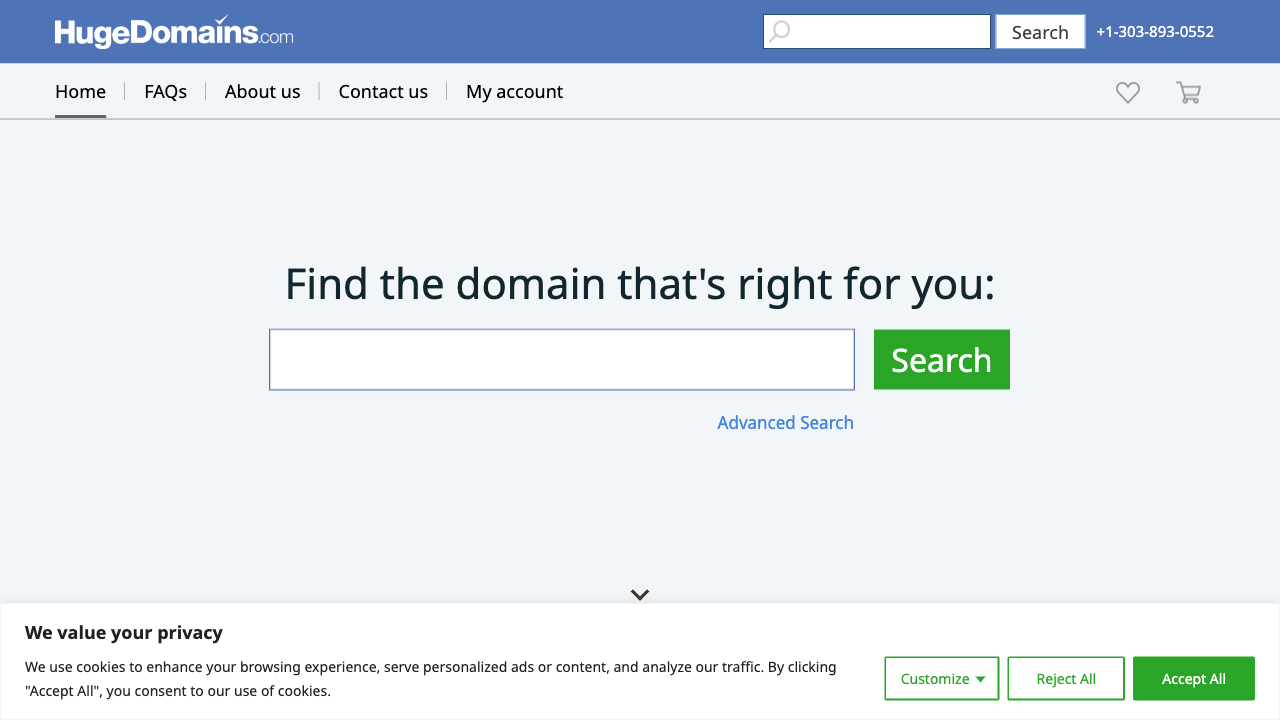 HugeDomains.com
Search
+1-303-893-0552
Home
FAQs
About us
Contact us
My account
Find the domain that's right for you:
Search
Advanced Search
We value your privacy
We use cookies to enhance your browsing experience, serve personalized ads or content, and analyze our traffic. By clicking
"Accept All", you consent to our use of cookies.
Customize
Reject All
Accept All